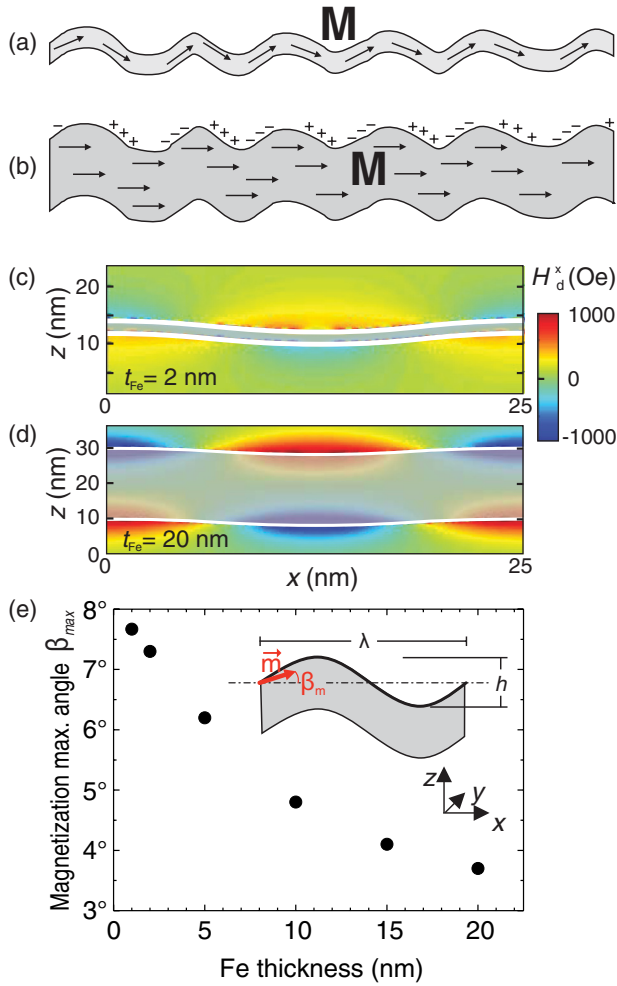 (a)
M
(b)
− + + + − − − + + + − − − + + + − − − + + + − − − + + + − − − +
M
(c)
H_d^x (Oe)
z (nm)
20
10
t_Fe = 2 nm
0
25
1000
0
-1000
(d)
z (nm)
30
20
10
0
t_Fe = 20 nm
0
x (nm)
25
(e)
Magnetization max. angle β_max
8°
7°
6°
5°
4°
3°
λ
m
β_m
h
z
y
x
0
5
10
15
20
Fe thickness (nm)